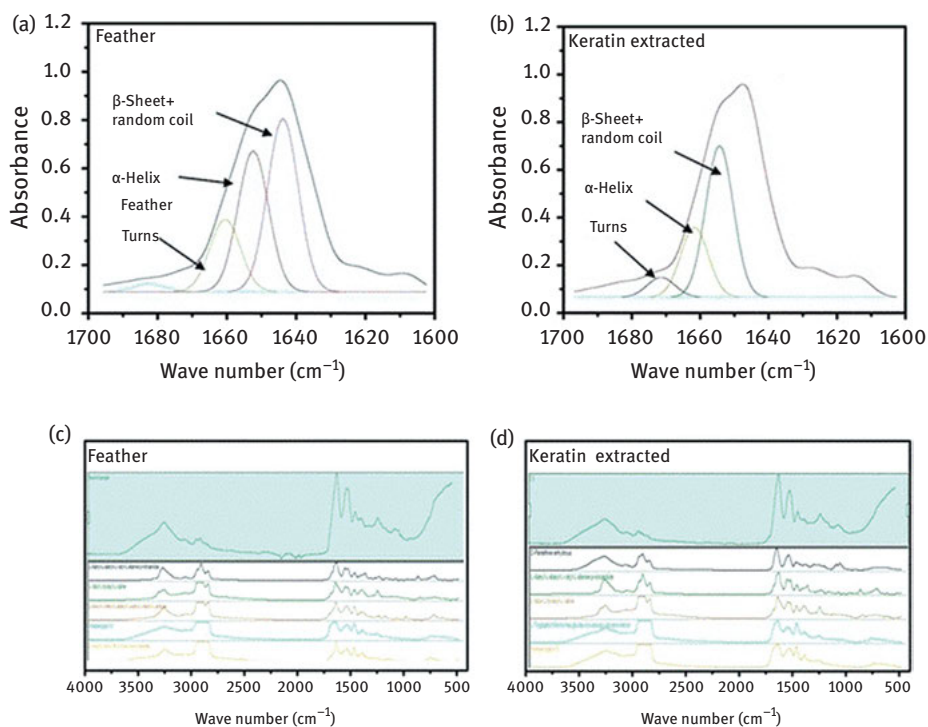 (a)
Feather
1.2
1.0
0.8
0.6
0.4
0.2
0.0
Absorbance
β-Sheet+
random coil
α-Helix
Feather
Turns
1700 1680 1660 1640 1620 1600
Wave number (cm⁻¹)
(b)
Keratin extracted
1.2
1.0
0.8
0.6
0.4
0.2
0.0
Absorbance
β-Sheet+
random coil
α-Helix
Turns
1700 1680 1660 1640 1620 1600
Wave number (cm⁻¹)
(c)
Feather
4000 3500 3000 2500 2000 1500 1000 500
Wave number (cm⁻¹)
(d)
Keratin extracted
4000 3500 3000 2500 2000 1500 1000 500
Wave number (cm⁻¹)